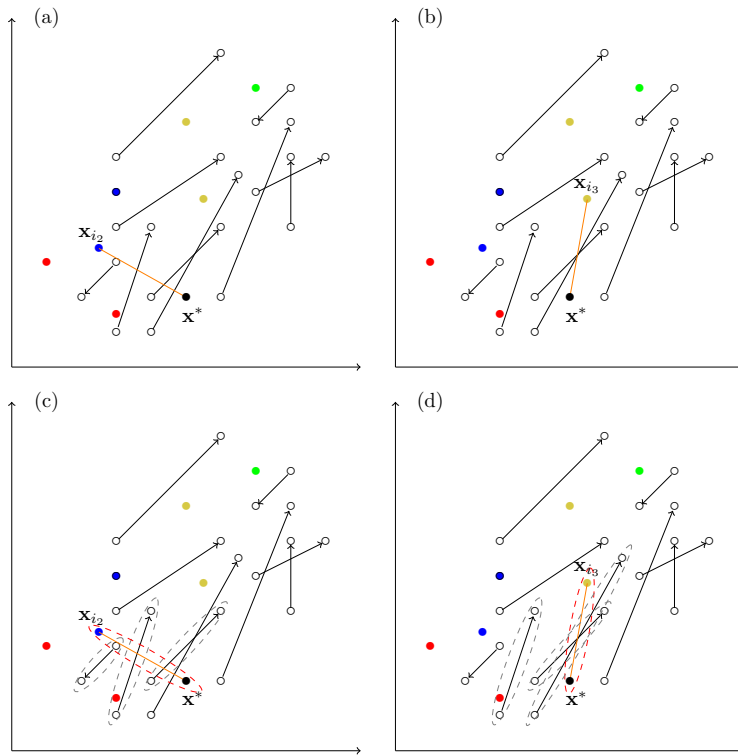 (a)
(b)
𝐱_{i_2}
𝐱*
𝐱_{i_3}
𝐱*
(c)
(d)
𝐱_{i_2}
𝐱*
𝐱_{i_3}
𝐱*